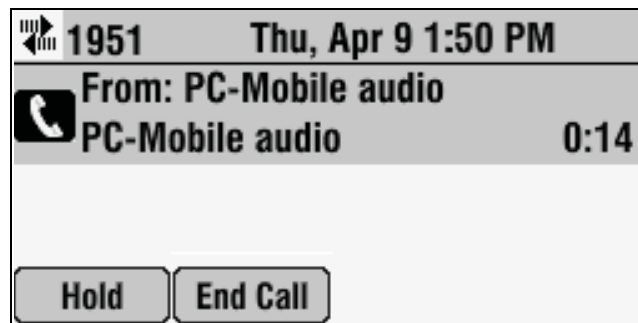 1951 Thu, Apr 9 1:50 PM
From: PC-Mobile audio
PC-Mobile audio 0:14
Hold End Call